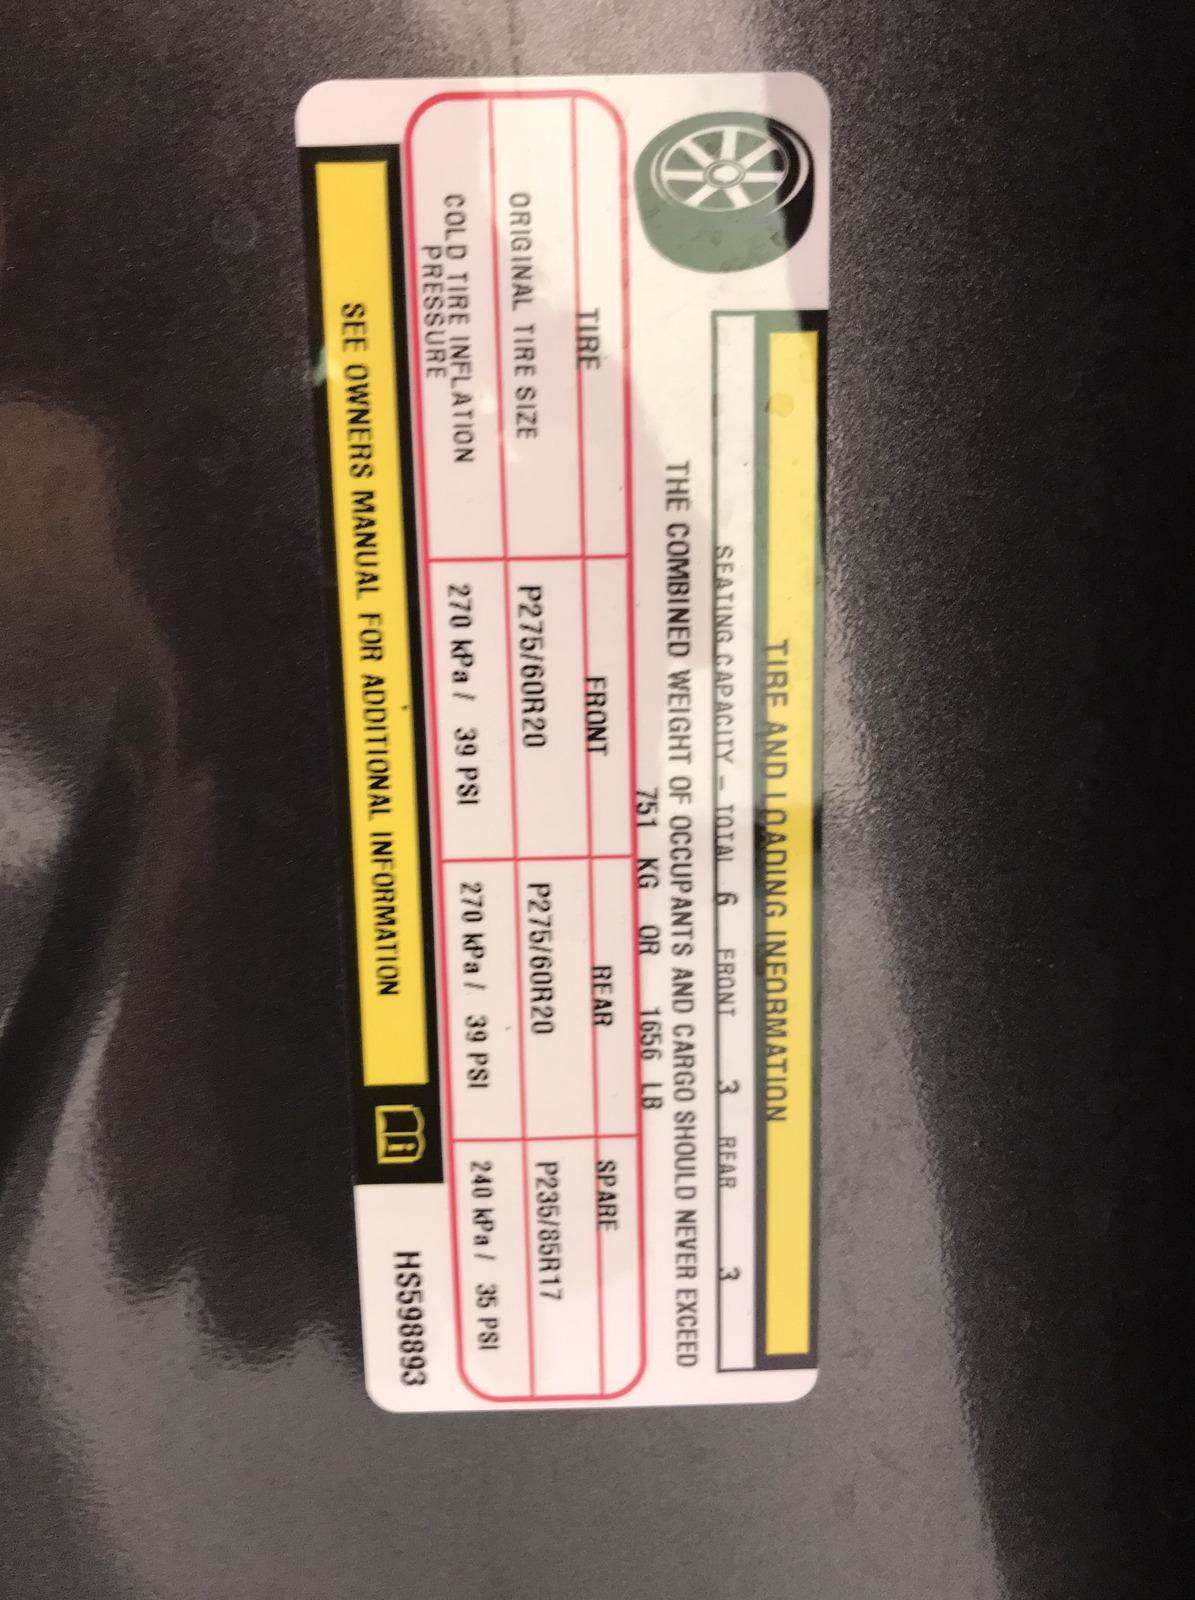 TIRE AND LOADING INFORMATION
SEATING CAPACITY – TOTAL 6 FRONT 3 REAR 3
THE COMBINED WEIGHT OF OCCUPANTS AND CARGO SHOULD NEVER EXCEED
751 KG OR 1656 LB
TIRE FRONT REAR SPARE
ORIGINAL TIRE SIZE P275/60R20 P275/60R20 P235/85R17
COLD TIRE INFLATION PRESSURE 270 kPa / 39 PSI 270 kPa / 39 PSI 240 kPa / 35 PSI
SEE OWNERS MANUAL FOR ADDITIONAL INFORMATION
HS598893